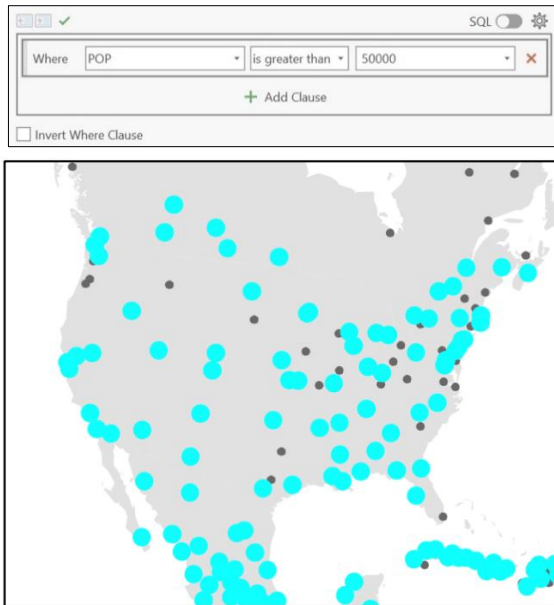 SQL
Where POP is greater than 50000
Add Clause
Invert Where Clause